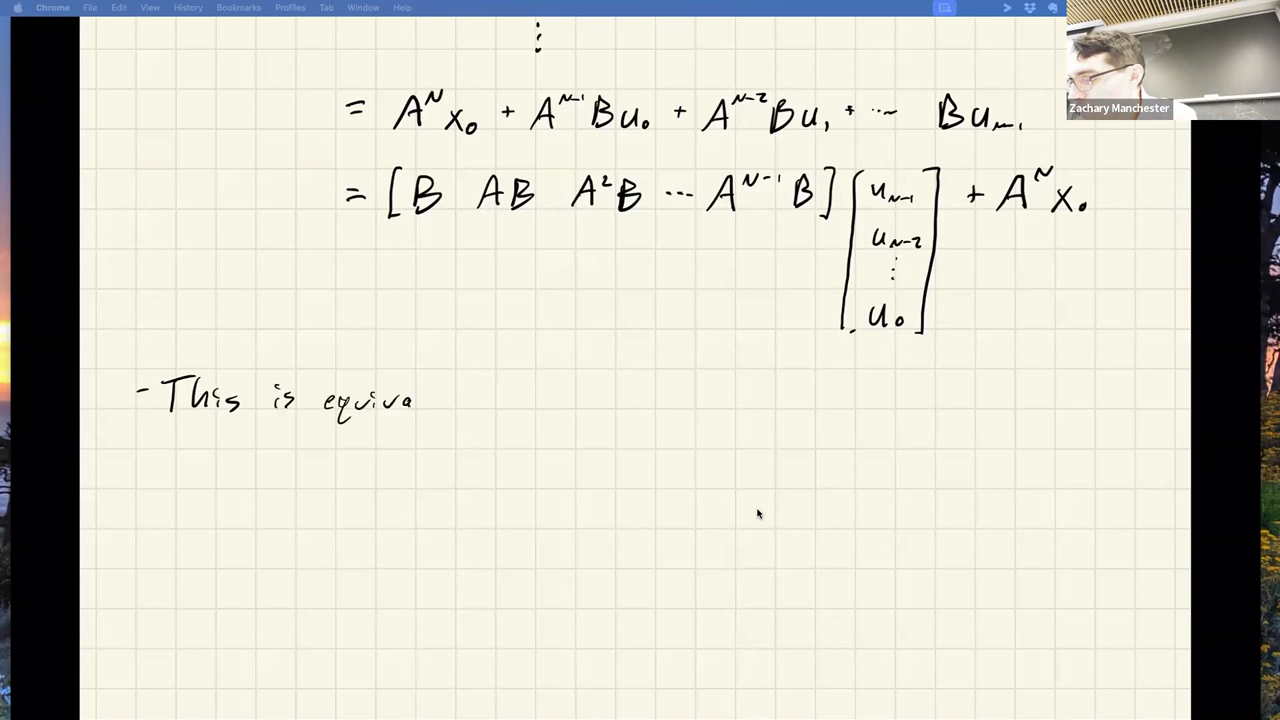 Chrome File Edit View History Bookmarks Profiles Tab Window Help
Zachary Manchester
⋮
= A^N x₀ + A^{N-1} B u₀ + A^{N-2} B u₁ + ⋯ B u_{N-1}
= [B AB A²B ⋯ A^{N-1} B] [u_{N-1} + A^N x₀
u_{N-2}
⋮
u₀]
- This is equiva